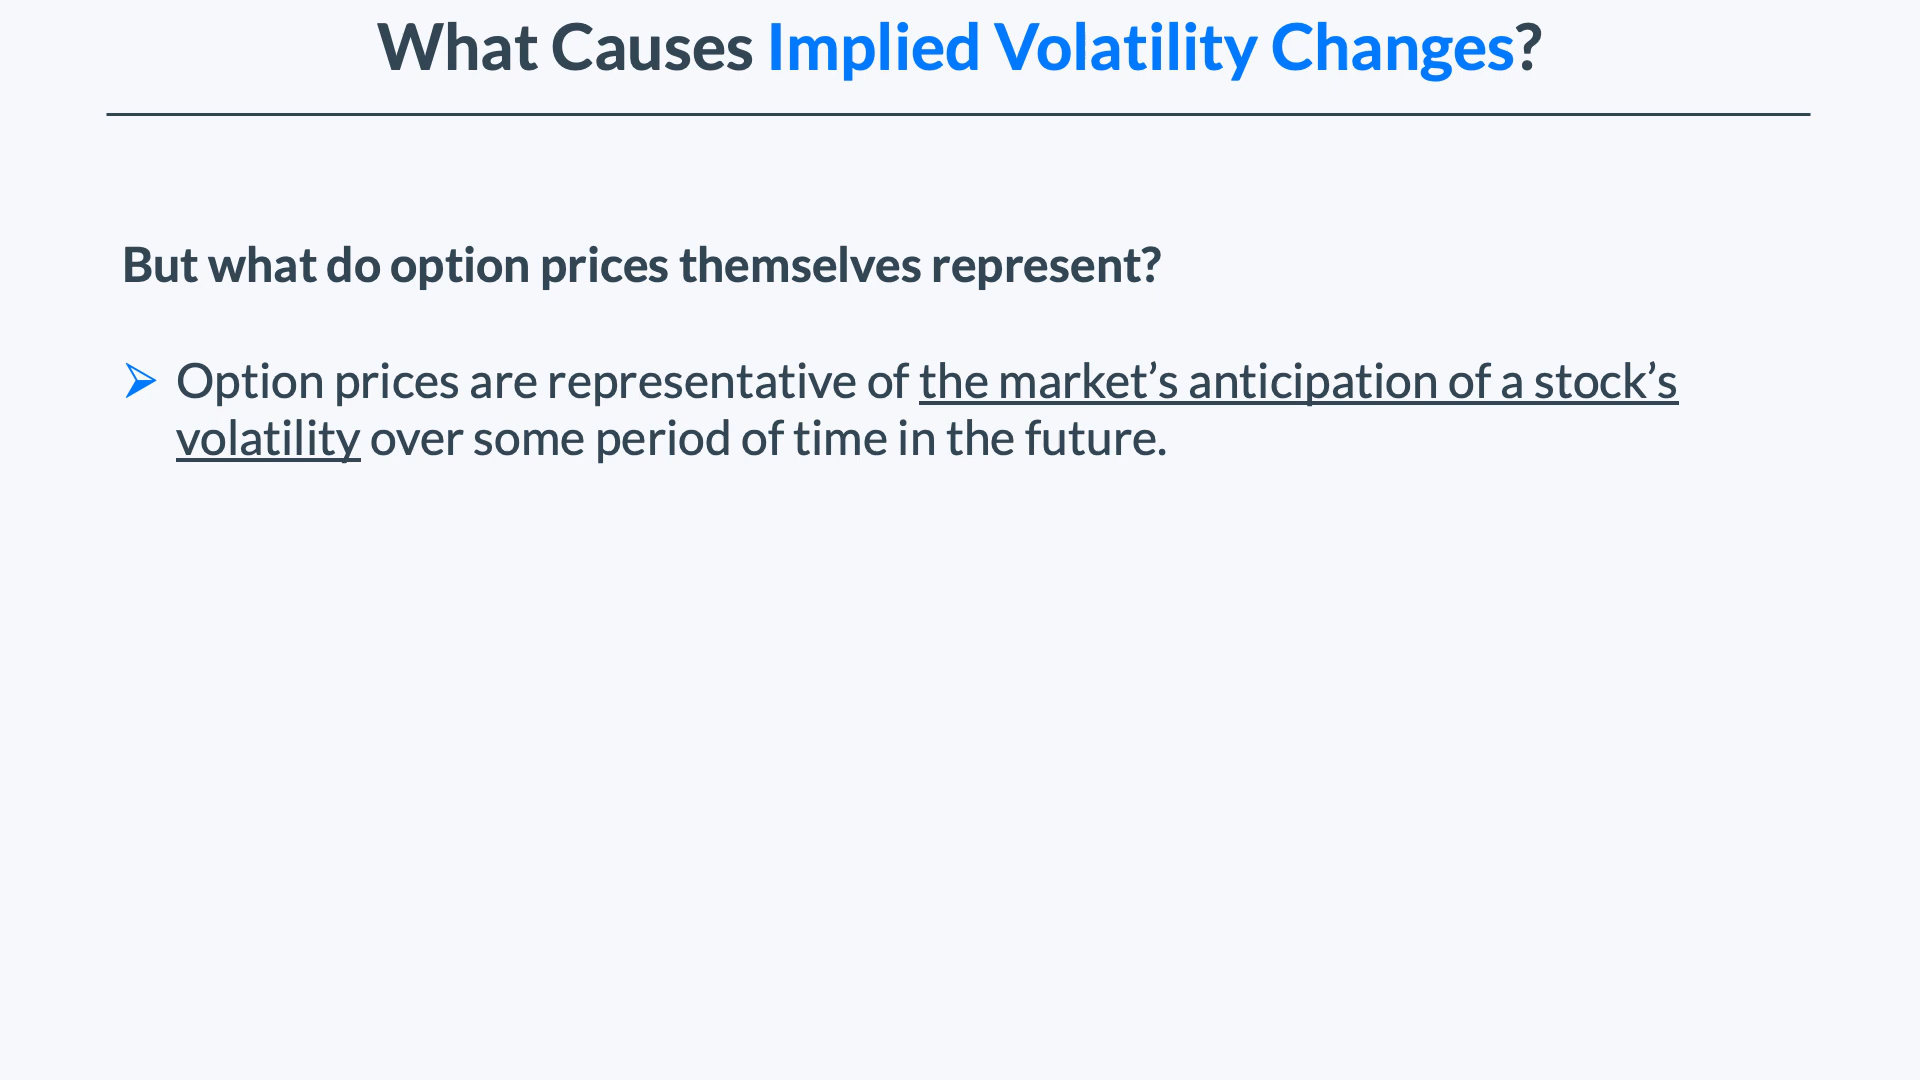 What Causes Implied Volatility Changes?
But what do option prices themselves represent?
Option prices are representative of the market’s anticipation of a stock’s
volatility over some period of time in the future.